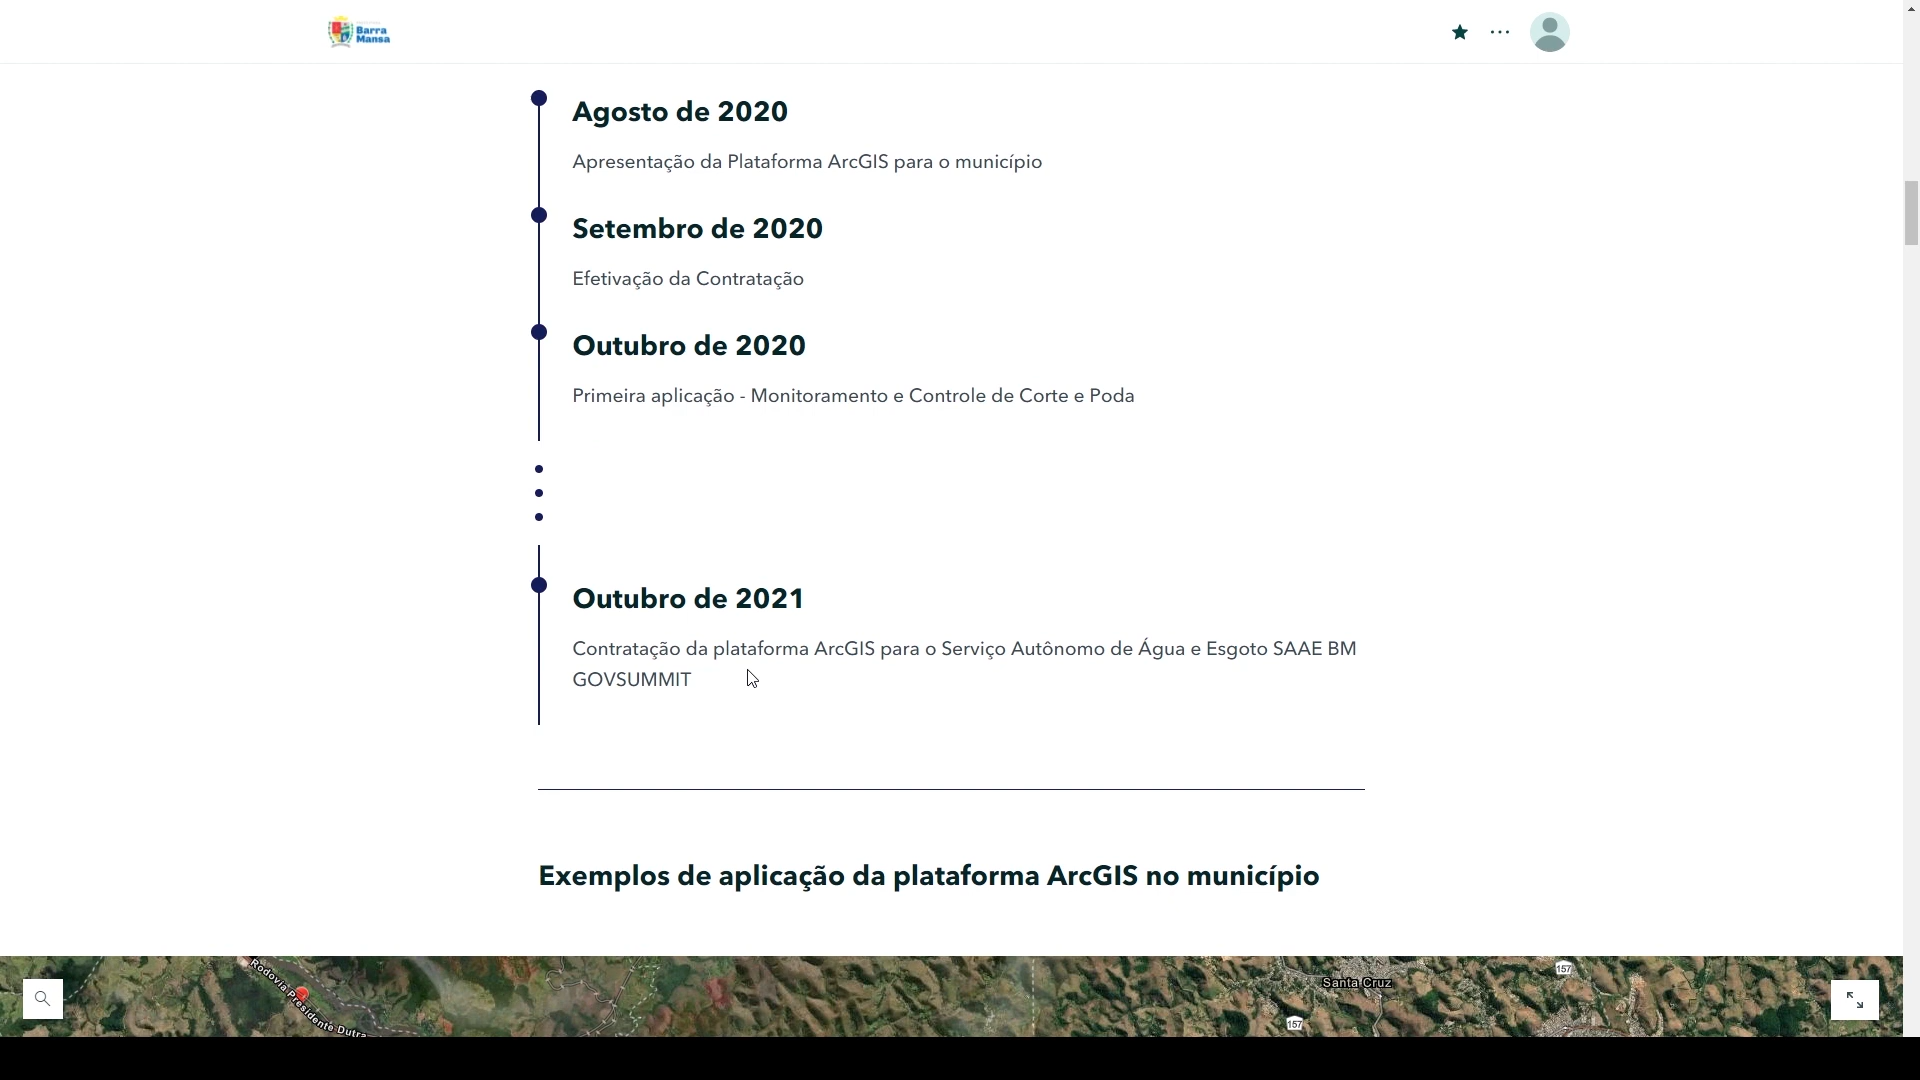 Barra
Mansa
Agosto de 2020
Apresentação da Plataforma ArcGIS para o município
Setembro de 2020
Efetivação da Contratação
Outubro de 2020
Primeira aplicação - Monitoramento e Controle de Corte e Poda
Outubro de 2021
Contratação da plataforma ArcGIS para o Serviço Autônomo de Água e Esgoto SAAE BM
GOVSUMMIT
Exemplos de aplicação da plataforma ArcGIS no município
Rodovia Presidente Dutra
Santa Cruz
157
157